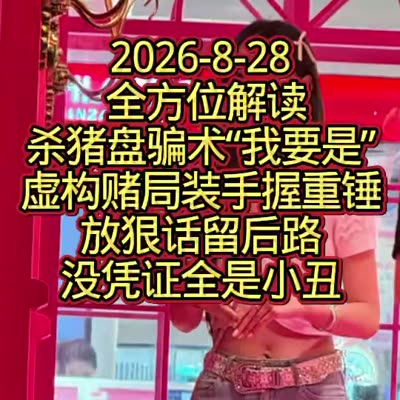 2026-8-28
全方位解读
杀猪盘骗术“我要是”
虚构赌局装手握重锤
放狠话留后路
没凭证全是小丑